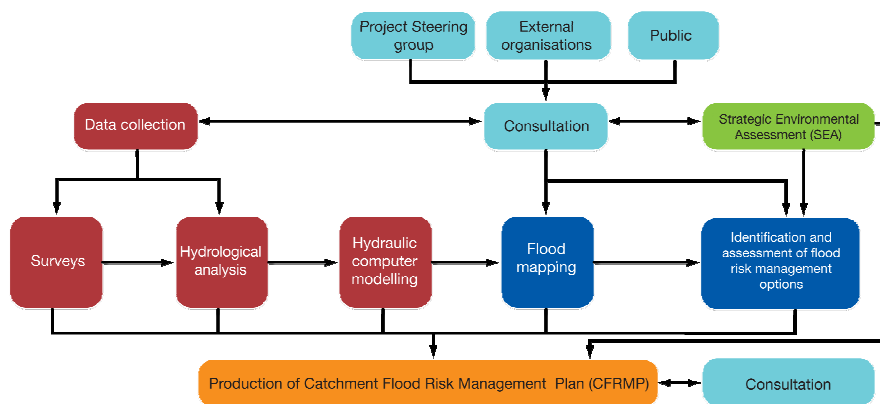 Project Steering
group
External
organisations
Public
Data collection
Consultation
Strategic Environmental
Assessment (SEA)
Surveys
Hydrological
analysis
Hydraulic
computer
modelling
Flood
mapping
Identification and
assessment of flood
risk management
options
Production of Catchment Flood Risk Management Plan (CFRMP)
Consultation